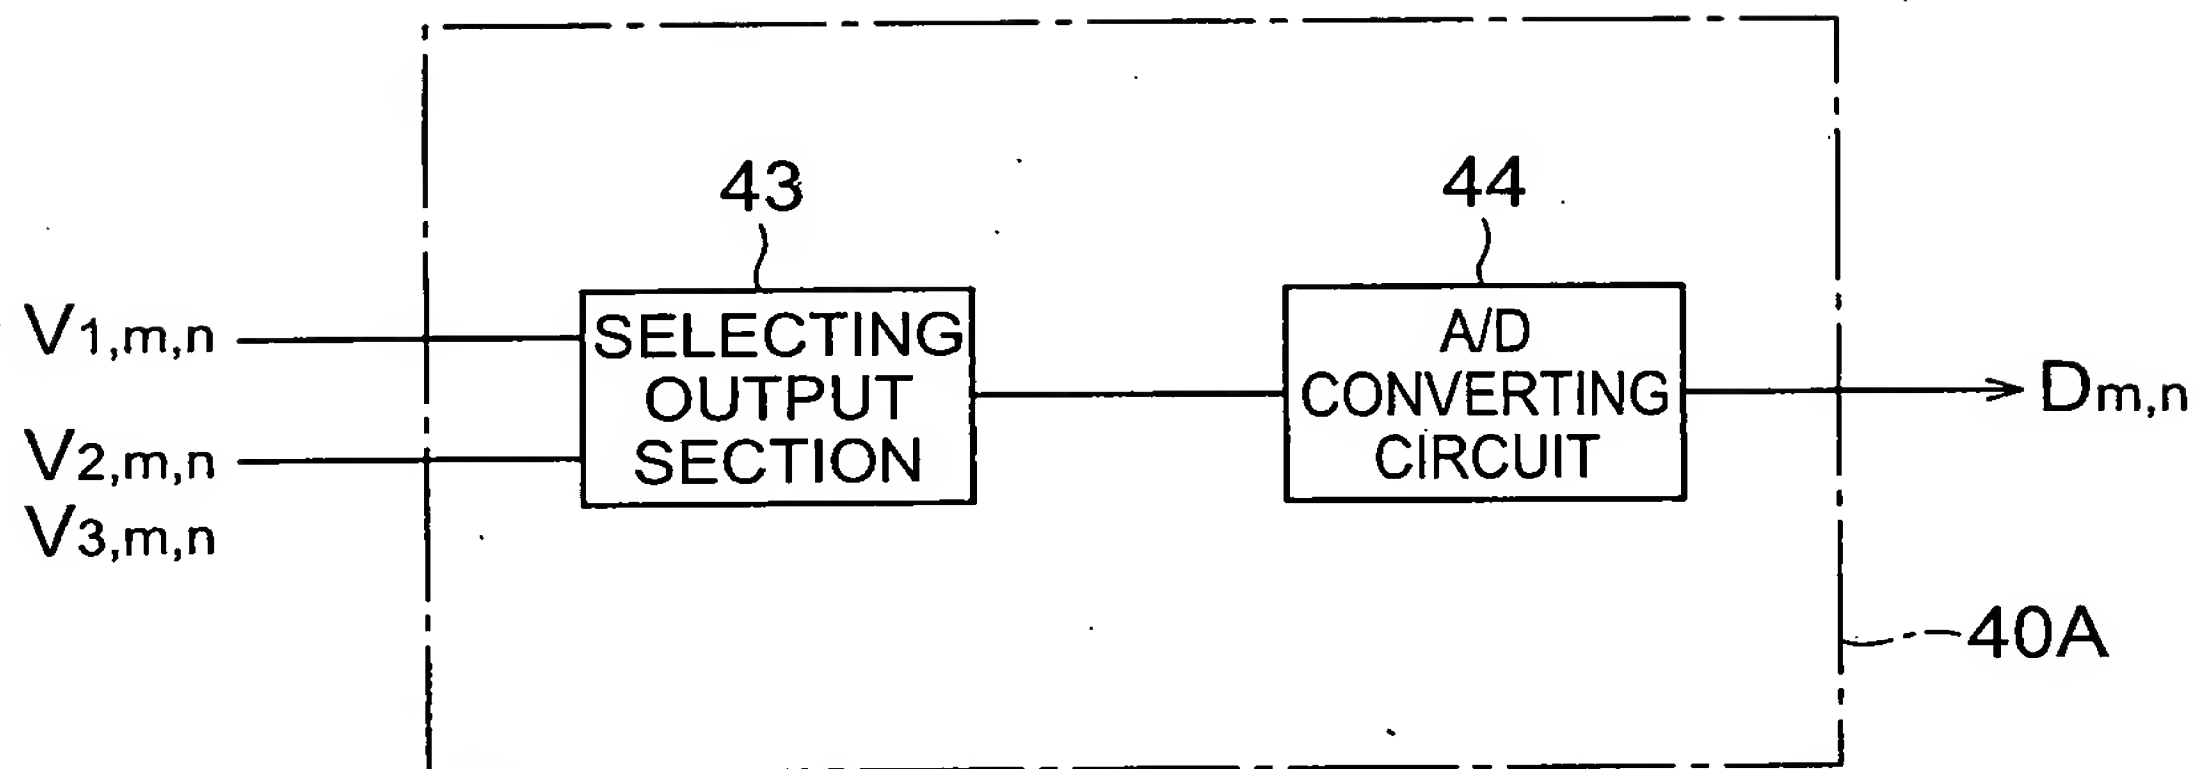 43
44
V1,m,n
V2,m,n
V3,m,n
SELECTING
OUTPUT
SECTION
A/D
CONVERTING
CIRCUIT
Dm,n
40A